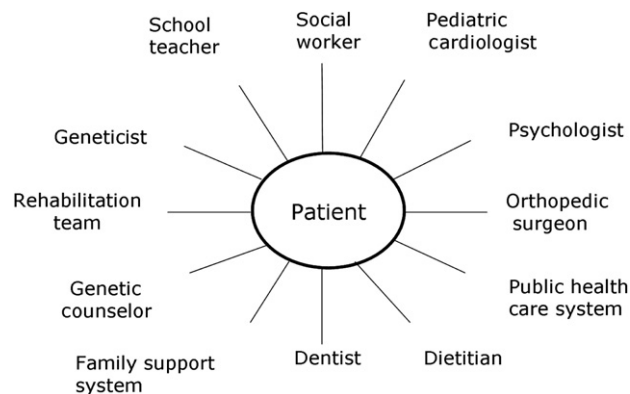 School
teacher
Social
worker
Pediatric
cardiologist
Geneticist
Psychologist
Rehabilitation
team
Patient
Orthopedic
surgeon
Genetic
counselor
Public health
care system
Family support
system
Dentist
Dietitian